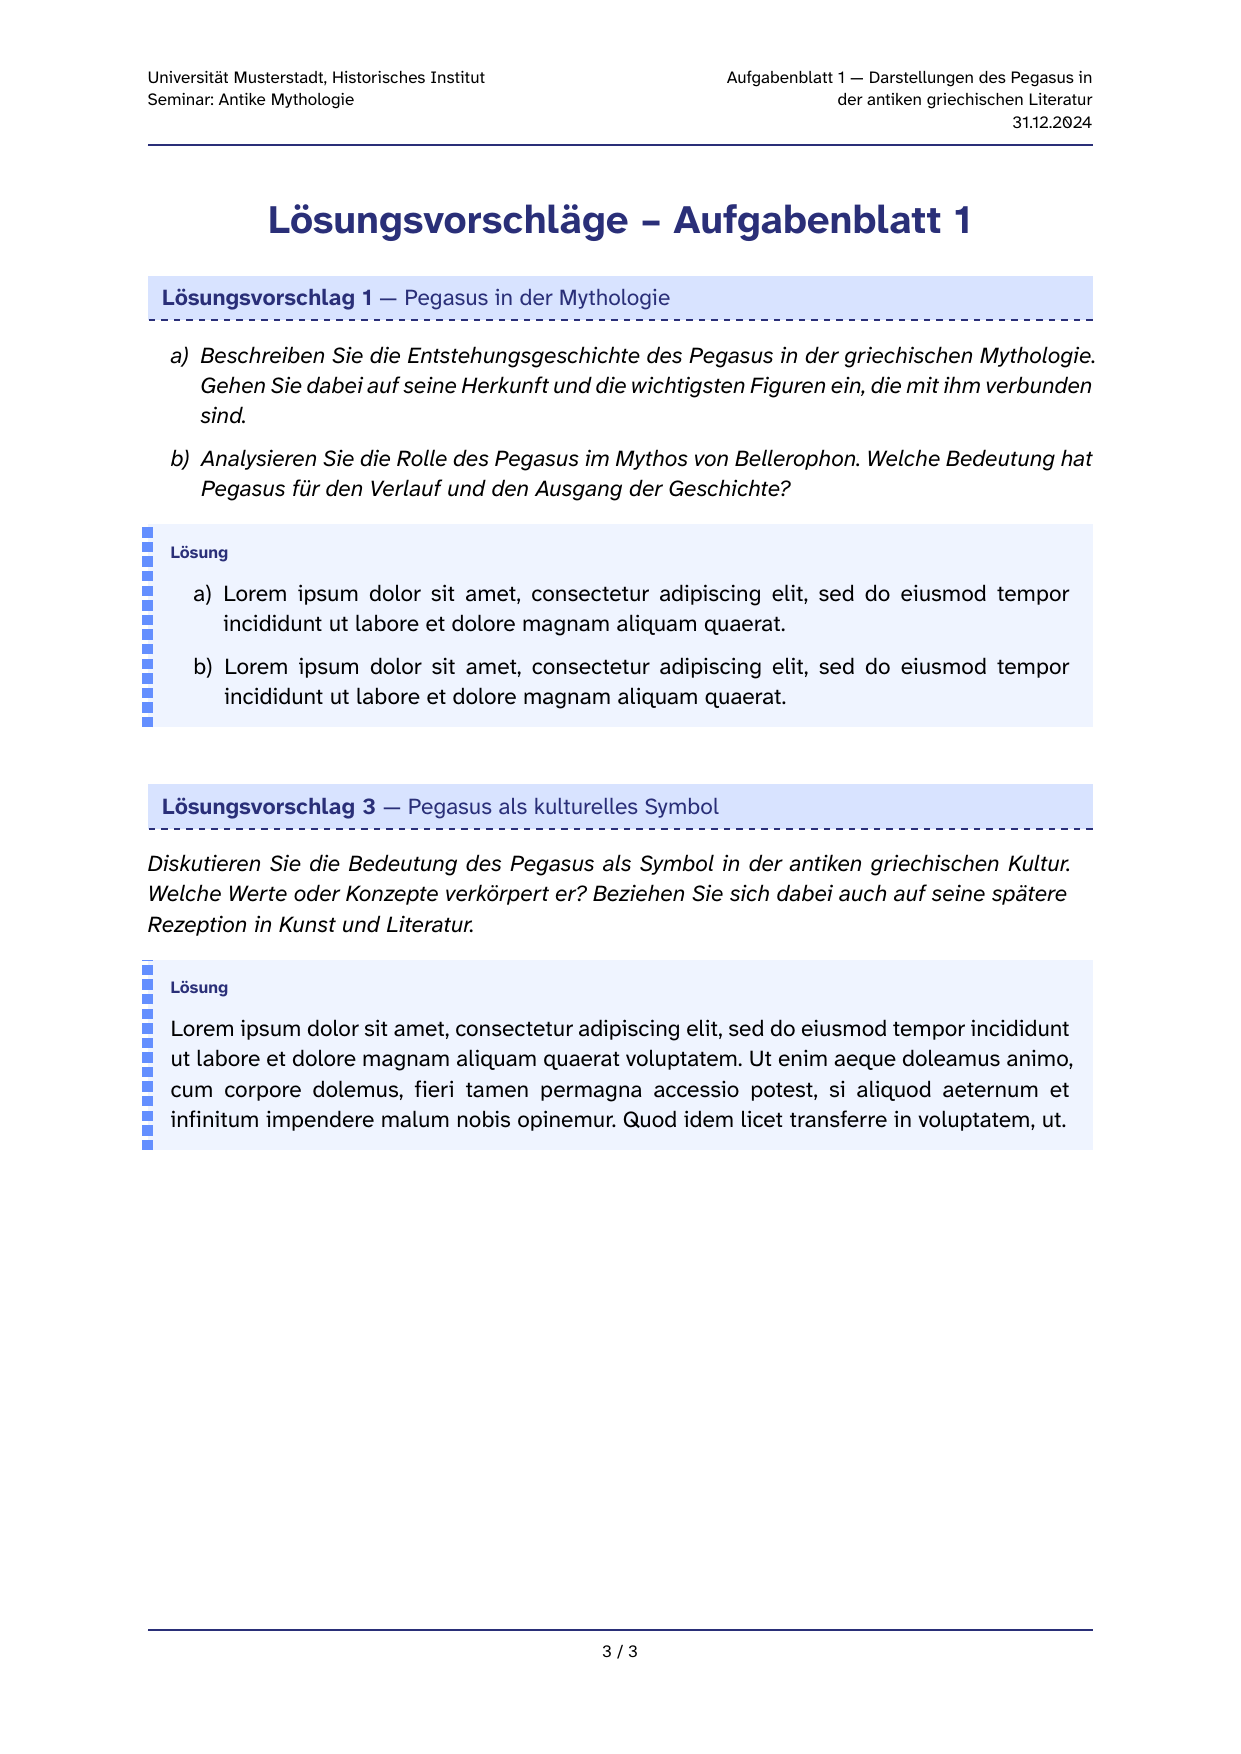 Universität Musterstadt, Historisches Institut
Seminar: Antike Mythologie
Aufgabenblatt 1 — Darstellungen des Pegasus in
der antiken griechischen Literatur
31.12.2024
Lösungsvorschläge – Aufgabenblatt 1
Lösungsvorschlag 1 — Pegasus in der Mythologie
a) Beschreiben Sie die Entstehungsgeschichte des Pegasus in der griechischen Mythologie.
Gehen Sie dabei auf seine Herkunft und die wichtigsten Figuren ein, die mit ihm verbunden
sind.
b) Analysieren Sie die Rolle des Pegasus im Mythos von Bellerophon. Welche Bedeutung hat
Pegasus für den Verlauf und den Ausgang der Geschichte?
Lösung
a) Lorem ipsum dolor sit amet, consectetur adipiscing elit, sed do eiusmod tempor
incididunt ut labore et dolore magnam aliquam quaerat.
b) Lorem ipsum dolor sit amet, consectetur adipiscing elit, sed do eiusmod tempor
incididunt ut labore et dolore magnam aliquam quaerat.
Lösungsvorschlag 3 — Pegasus als kulturelles Symbol
Diskutieren Sie die Bedeutung des Pegasus als Symbol in der antiken griechischen Kultur.
Welche Werte oder Konzepte verkörpert er? Beziehen Sie sich dabei auch auf seine spätere
Rezeption in Kunst und Literatur.
Lösung
Lorem ipsum dolor sit amet, consectetur adipiscing elit, sed do eiusmod tempor incididunt
ut labore et dolore magnam aliquam quaerat voluptatem. Ut enim aeque doleamus animo,
cum corpore dolemus, fieri tamen permagna accessio potest, si aliquod aeternum et
infinitum impendere malum nobis opinemur. Quod idem licet transferre in voluptatem, ut.
3 / 3